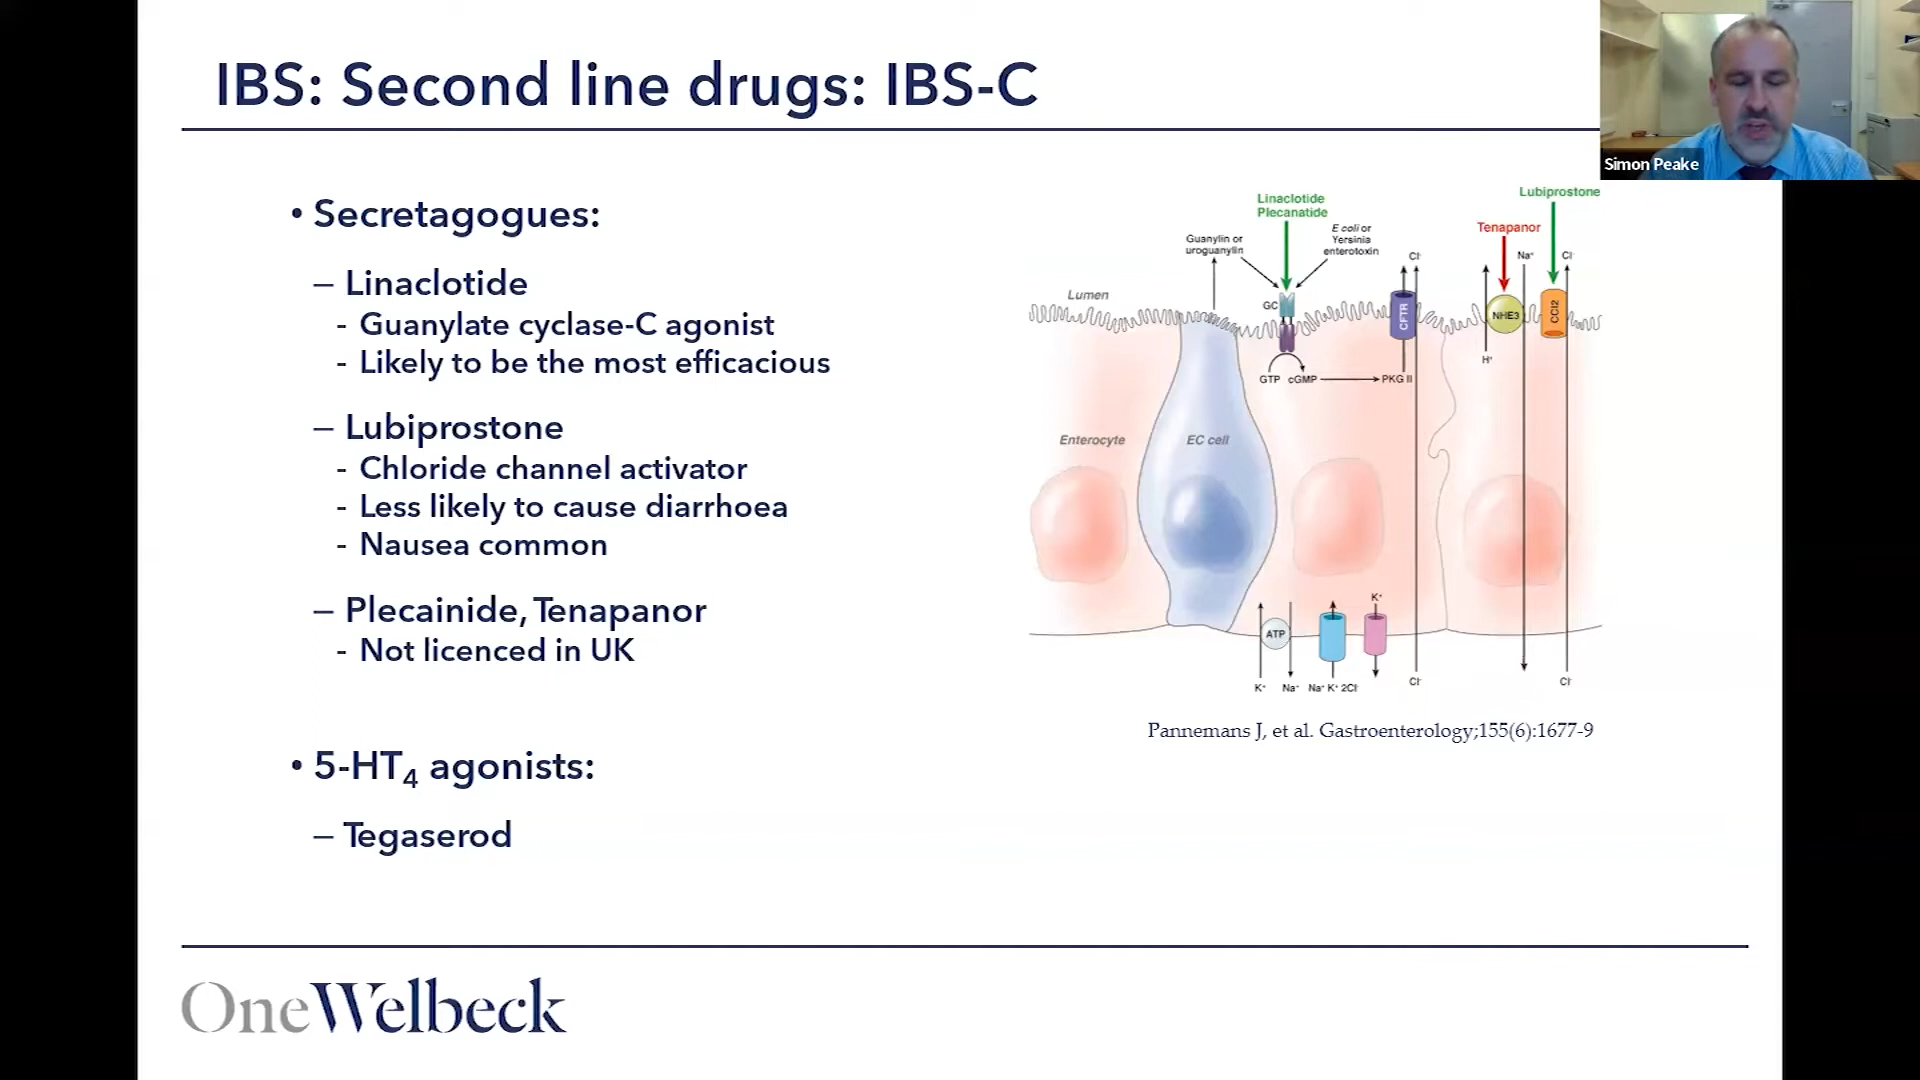 IBS: Second line drugs: IBS-C
Simon Peake
• Secretagogues:
– Linaclotide
- Guanylate cyclase-C agonist
- Likely to be the most efficacious
– Lubiprostone
- Chloride channel activator
- Less likely to cause diarrhoea
- Nausea common
– Plecainide, Tenapanor
- Not licenced in UK
• 5-HT₄ agonists:
– Tegaserod
Linaclotide
Plecanatide
Lubiprostone
Tenapanor
Guanylin or
uroguanylin
E coli or
Yersinia
enterotoxin
Cl⁻
Na⁺
Cl⁻
Lumen
GC
CFTR
NHE3
CCl2
H⁺
GTP cGMP
PKG II
Enterocyte
EC cell
K⁺
ATP
K⁺
Na⁺
Na⁺ K⁺ 2Cl⁻
Cl⁻
Cl⁻
Pannemans J, et al. Gastroenterology;155(6):1677-9
OneWelbeck